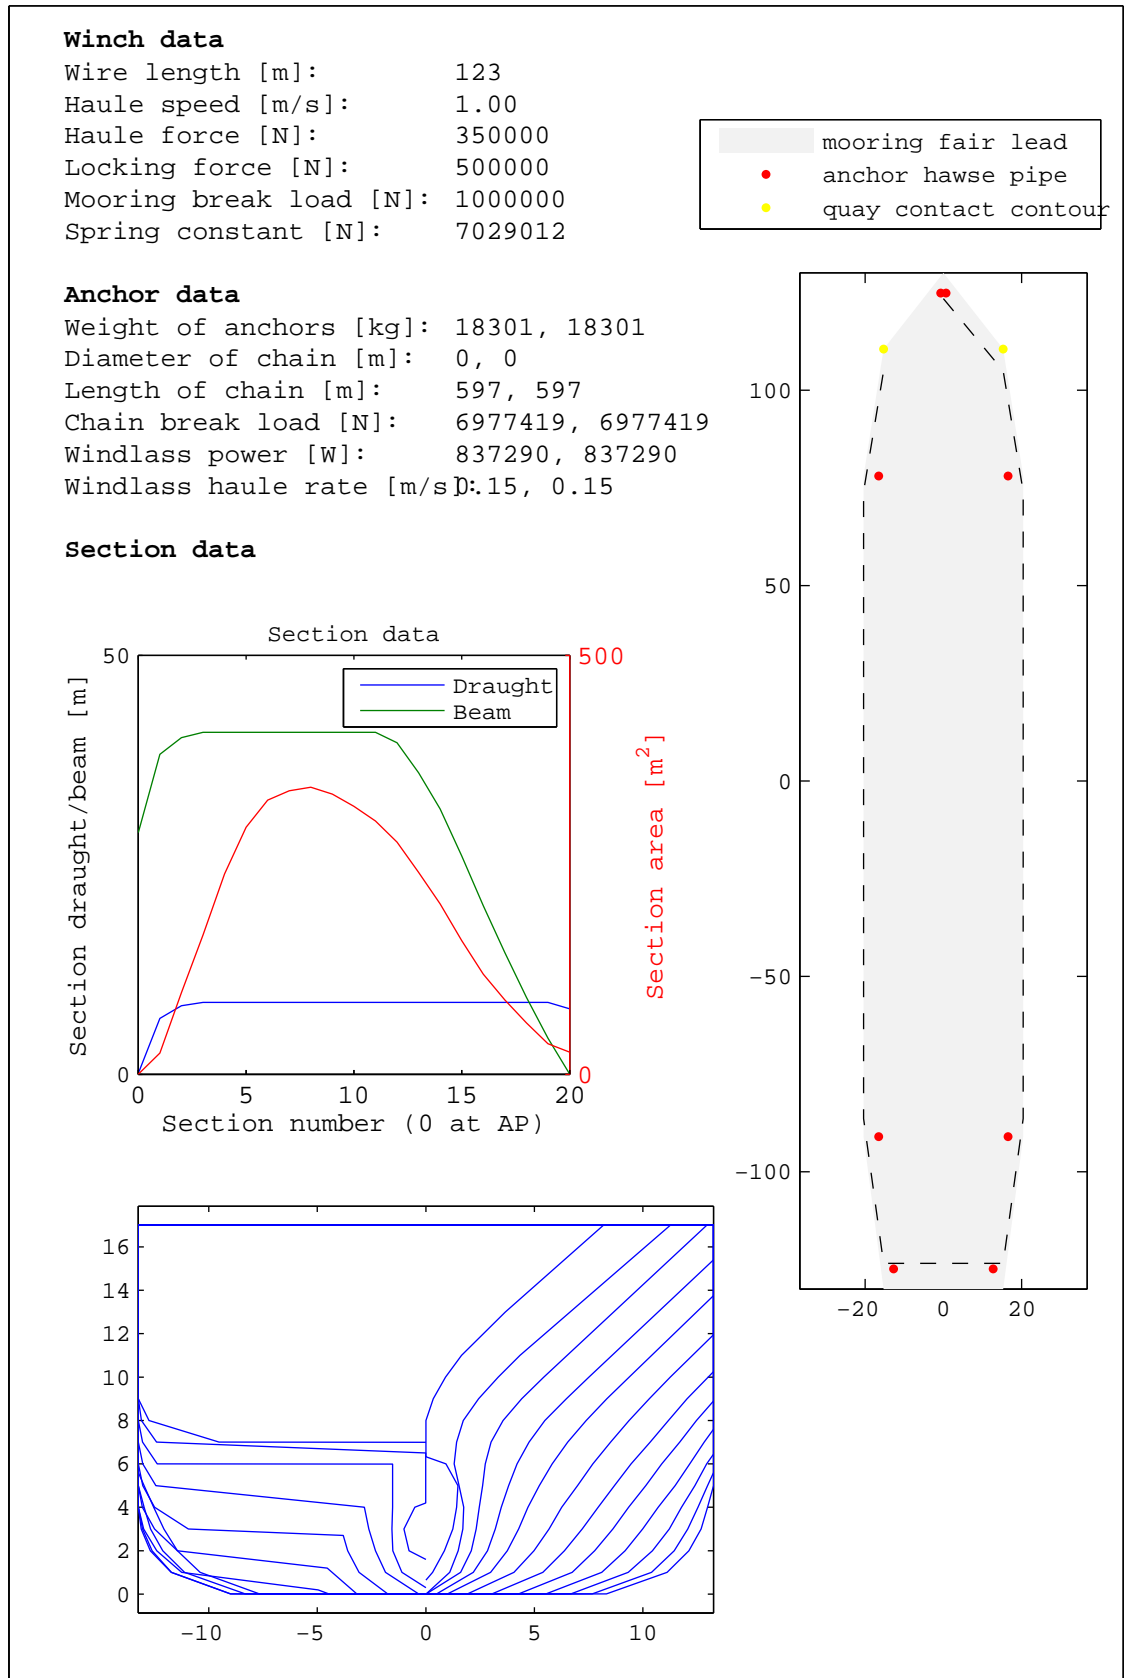 Winch data
Wire length [m]: 123
Haule speed [m/s]: 1.00
Haule force [N]: 350000
Locking force [N]: 500000
Mooring break load [N]: 1000000
Spring constant [N]: 7029012
Anchor data
Weight of anchors [kg]: 18301, 18301
Diameter of chain [m]: 0, 0
Length of chain [m]: 597, 597
Chain break load [N]: 6977419, 6977419
Windlass power [W]: 837290, 837290
Windlass haule rate [m/s]: 0.15, 0.15
Section data
mooring fair lead
anchor hawse pipe
quay contact contour
Section data
50
0
Section draught/beam [m]
Draught
Beam
500
0
Section area [m²]
0 5 10 15 20
Section number (0 at AP)
16
14
12
10
8
6
4
2
0
−10 −5 0 5 10
100
50
0
−50
−100
−20 0 20